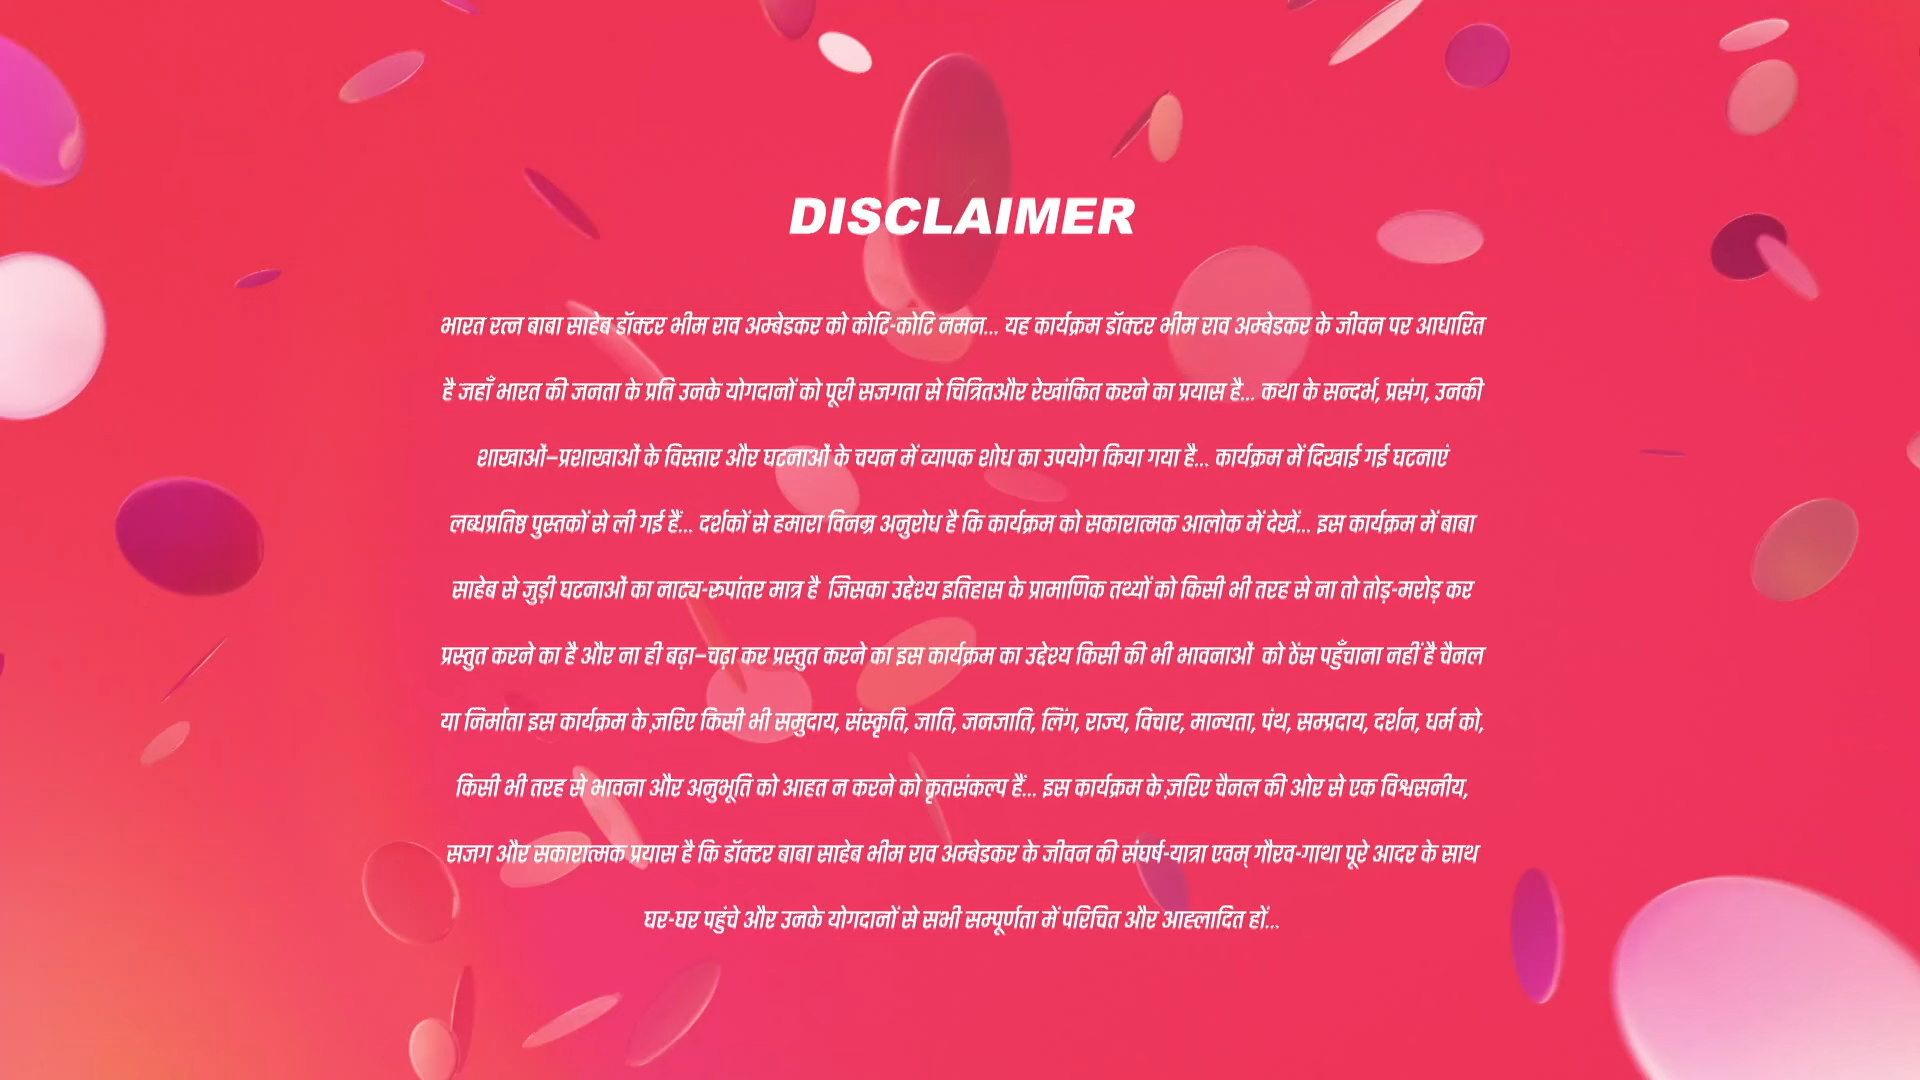 DISCLAIMER
भारत रत्न बाबा साहेब डॉक्टर भीम राव अम्बेडकर को कोटि-कोटि नमन... यह कार्यक्रम डॉक्टर भीम राव अम्बेडकर के जीवन पर आधारित
है जहाँ भारत की जनता के प्रति उनके योगदानों को पूरी सजगता से चित्रितऔर रेखांकित करने का प्रयास है... कथा के सन्दर्भ, प्रसंग, उनकी
शाखाओं–प्रशाखाओं के विस्तार और घटनाओं के चयन में व्यापक शोध का उपयोग किया गया है... कार्यक्रम में दिखाई गई घटनाएं
लब्धप्रतिष्ठ पुस्तकों से ली गई हैं... दर्शकों से हमारा विनम्र अनुरोध है कि कार्यक्रम को सकारात्मक आलोक में देखें... इस कार्यक्रम में बाबा
साहेब से जुड़ी घटनाओं का नाट्य-रूपांतर मात्र है जिसका उद्देश्य इतिहास के प्रामाणिक तथ्यों को किसी भी तरह से ना तो तोड़-मरोड़ कर
प्रस्तुत करने का है और ना ही बढ़ा–चढ़ा कर प्रस्तुत करने का इस कार्यक्रम का उद्देश्य किसी की भी भावनाओं को ठेंस पहुँचाना नहीं है चैनल
या निर्माता इस कार्यक्रम के ज़रिए किसी भी समुदाय, संस्कृति, जाति, जनजाति, लिंग, राज्य, विचार, मान्यता, पंथ, सम्प्रदाय, दर्शन, धर्म को,
किसी भी तरह से भावना और अनुभूति को आहत न करने को कृतसंकल्प हैं... इस कार्यक्रम के ज़रिए चैनल की ओर से एक विश्वसनीय,
सजग और सकारात्मक प्रयास है कि डॉक्टर बाबा साहेब भीम राव अम्बेडकर के जीवन की संघर्ष-यात्रा एवम् गौरव-गाथा पूरे आदर के साथ
घर-घर पहुंचे और उनके योगदानों से सभी सम्पूर्णता में परिचित और आह्लादित हों...